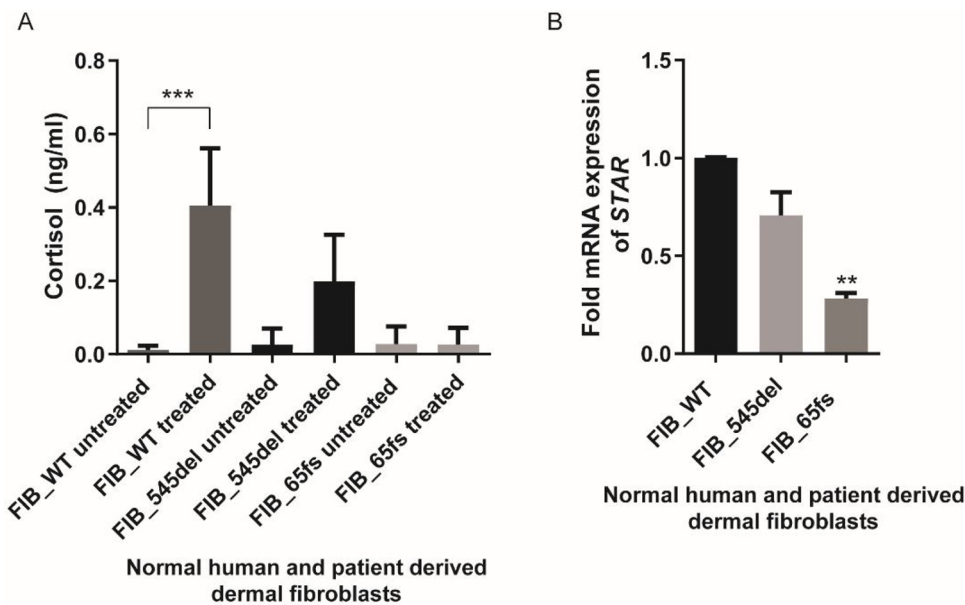 A
Cortisol (ng/ml)
0.8
0.6
0.4
0.2
0.0
***
FIB_WT untreated
FIB_WT treated
FIB_545del untreated
FIB_545del treated
FIB_65fs untreated
FIB_65fs treated
Normal human and patient derived
dermal fibroblasts
B
Fold mRNA expression
of STAR
1.5
1.0
0.5
0.0
**
FIB_WT
FIB_545del
FIB_65fs
Normal human and patient derived
dermal fibroblasts